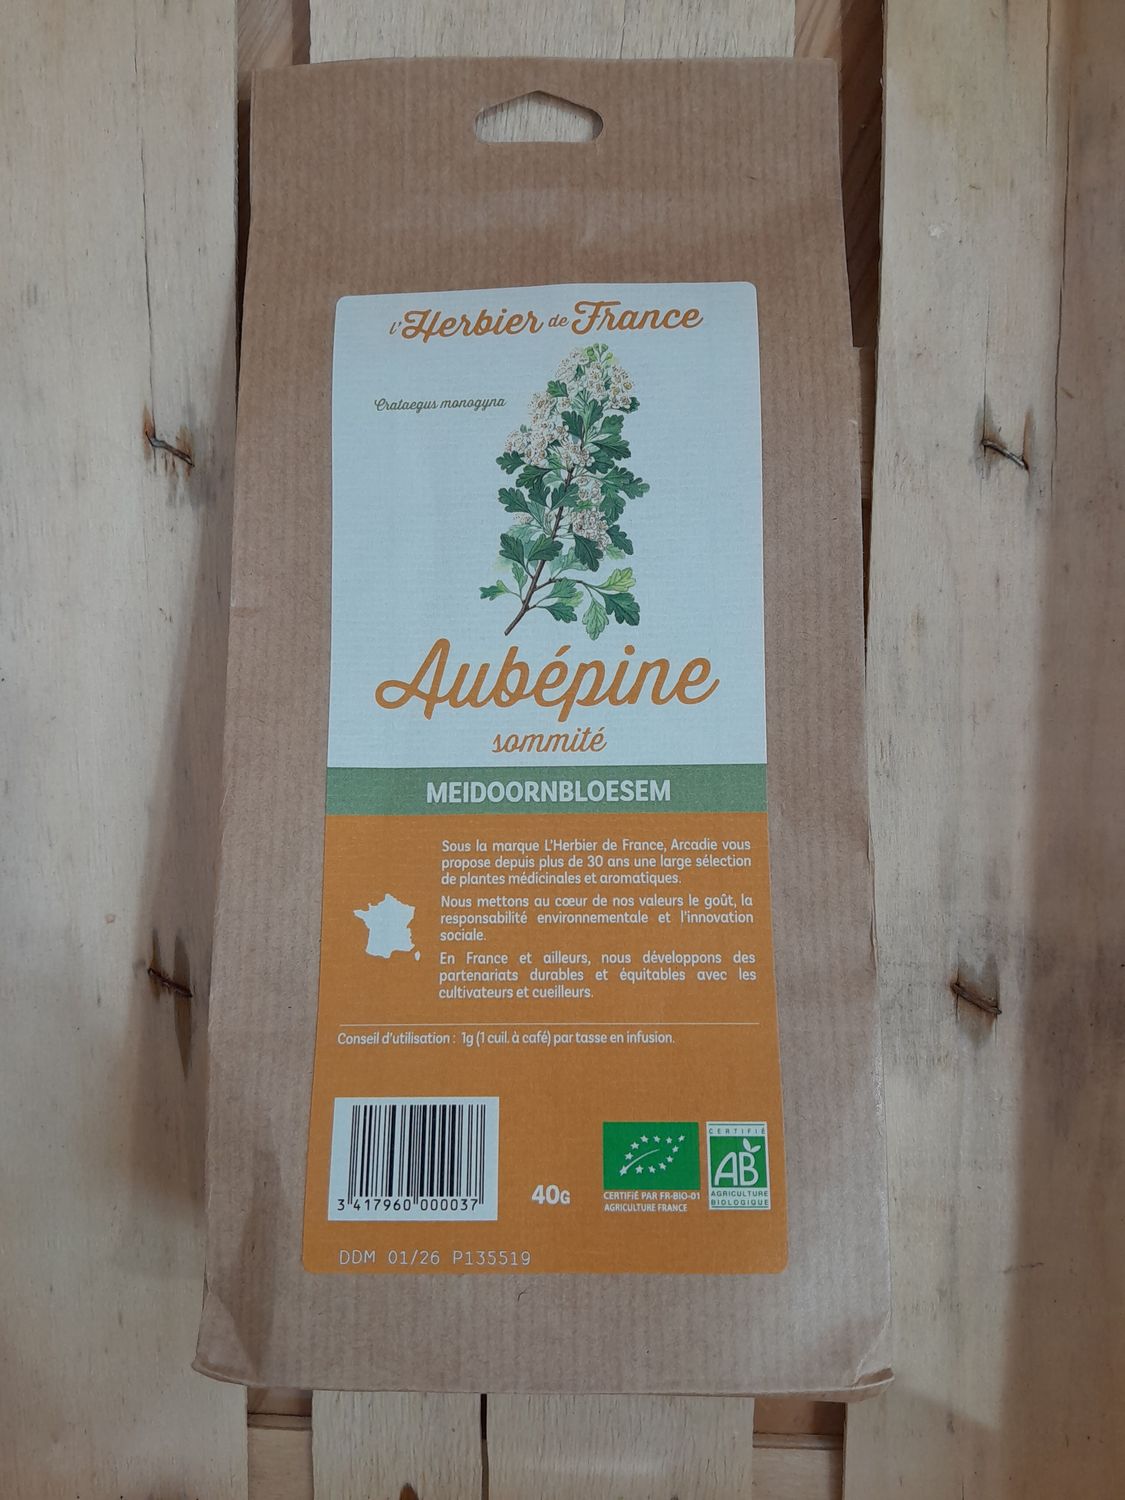 l'Herbier de France
Crataegus monogyna
Aubépine
sommité
MEIDOORNBLOESEM
Sous la marque L'Herbier de France, Arcadie vous
propose depuis plus de 30 ans une large sélection
de plantes médicinales et aromatiques.
Nous mettons au cœur de nos valeurs le goût, la
responsabilité environnementale et l'innovation
sociale.
En France et ailleurs, nous développons des
partenariats durables et équitables avec les
cultivateurs et cueilleurs.
Conseil d'utilisation : 1g (1 cuil. à café) par tasse en infusion.
3 417960 000037
40G
CERTIFIÉ PAR FR-BIO-01
AGRICULTURE FRANCE
CERTIFIÉ
AB
AGRICULTURE
BIOLOGIQUE
DDM 01/26 P135519